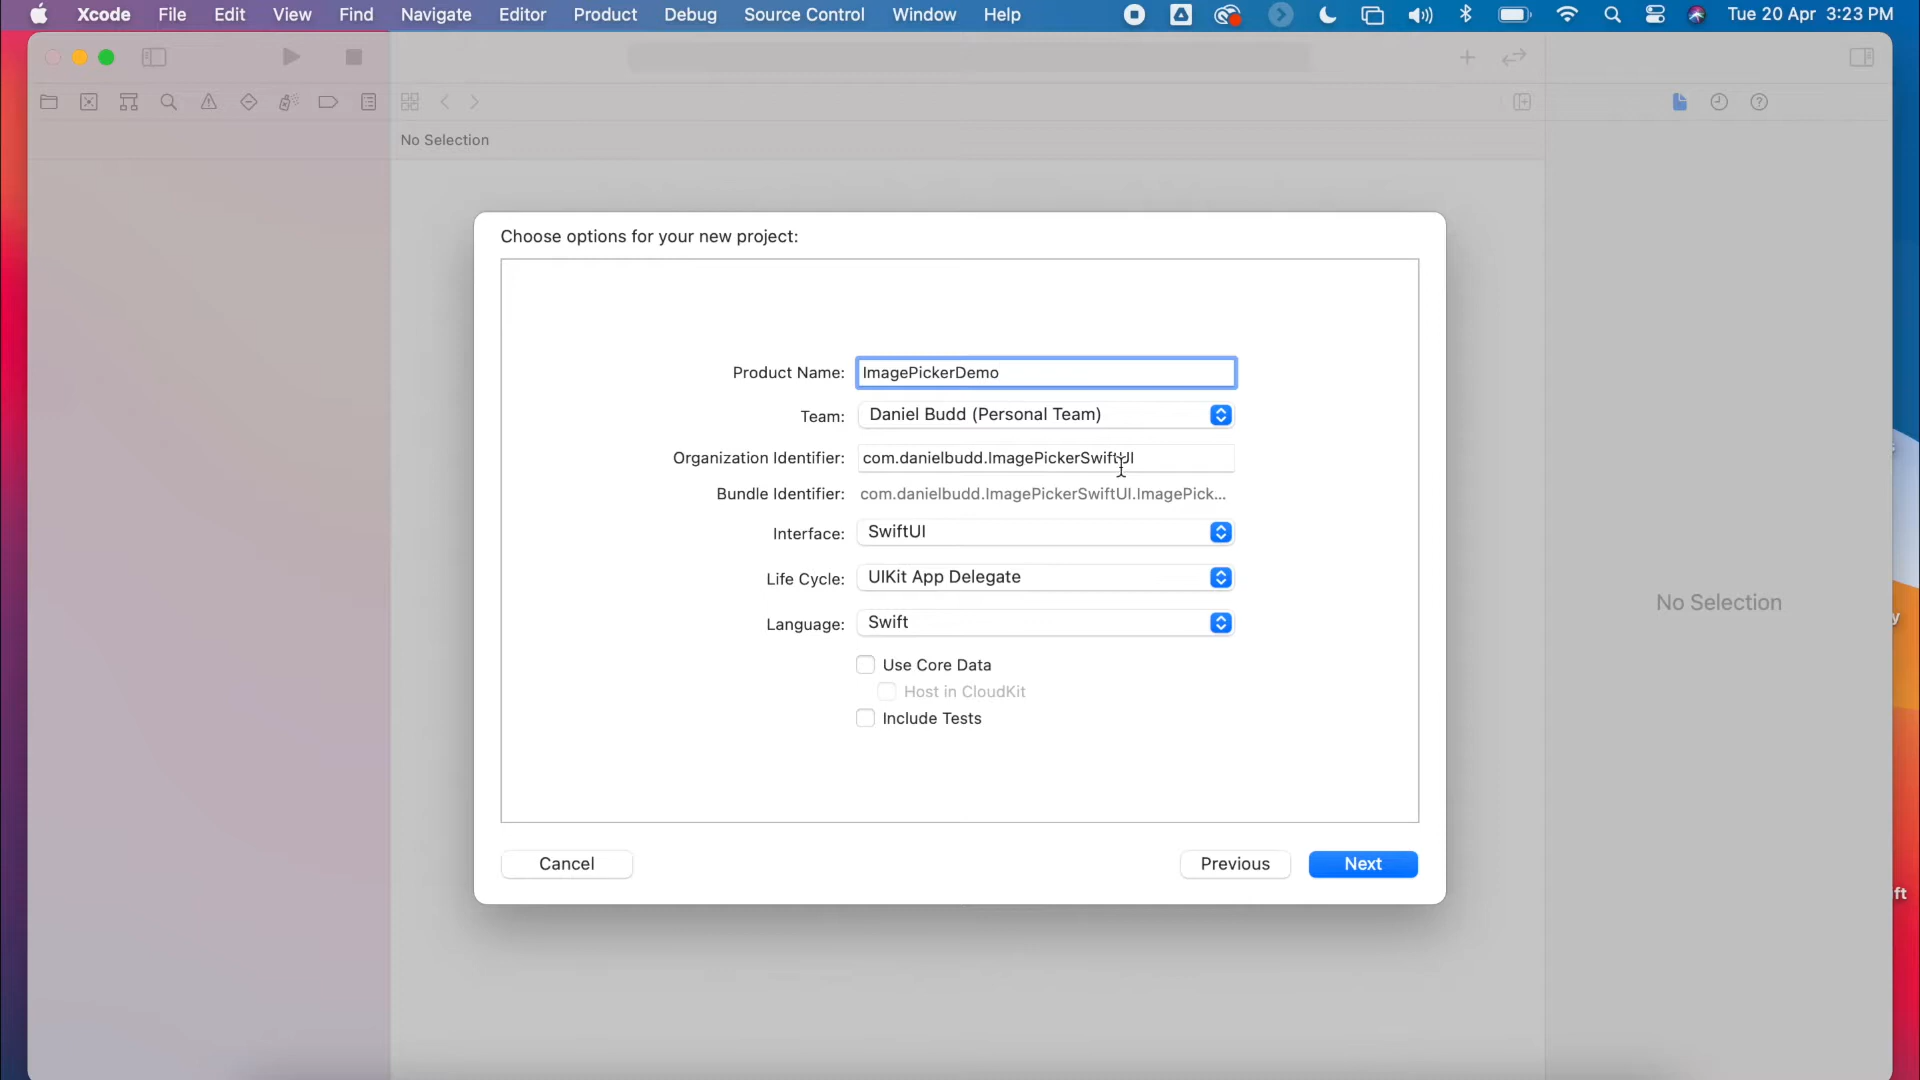 Xcode File Edit View Find Navigate Editor Product Debug Source Control Window Help Tue 20 Apr 3:23 PM
No Selection
Choose options for your new project:
Product Name: ImagePickerDemo
Team: Daniel Budd (Personal Team)
Organization Identifier: com.danielbudd.ImagePickerSwiftUI
Bundle Identifier: com.danielbudd.ImagePickerSwiftUI.ImagePick...
Interface: SwiftUI
Life Cycle: UIKit App Delegate
Language: Swift
Use Core Data
Host in CloudKit
Include Tests
Cancel Previous Next
No Selection
y
ft